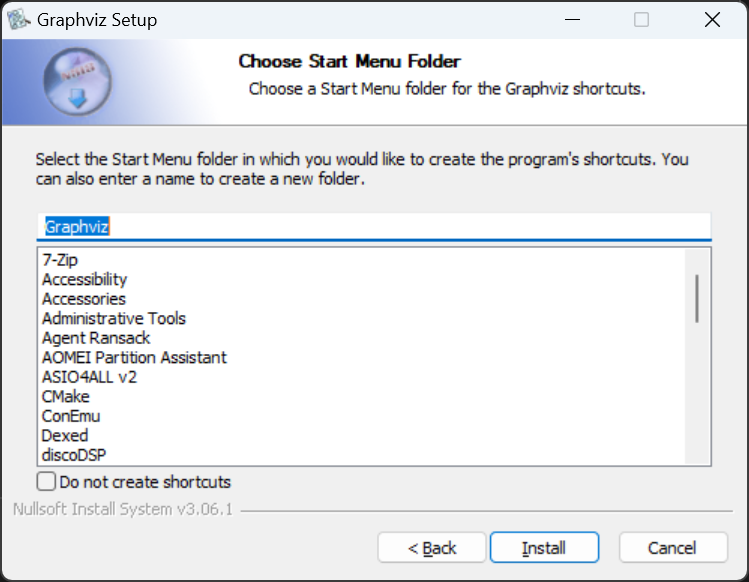 Graphviz Setup
Choose Start Menu Folder
Choose a Start Menu folder for the Graphviz shortcuts.
Select the Start Menu folder in which you would like to create the program's shortcuts. You
can also enter a name to create a new folder.
Graphviz
7-Zip
Accessibility
Accessories
Administrative Tools
Agent Ransack
AOMEI Partition Assistant
ASIO4ALL v2
CMake
ConEmu
Dexed
discoDSP
Do not create shortcuts
Nullsoft Install System v3.06.1
< Back
Install
Cancel